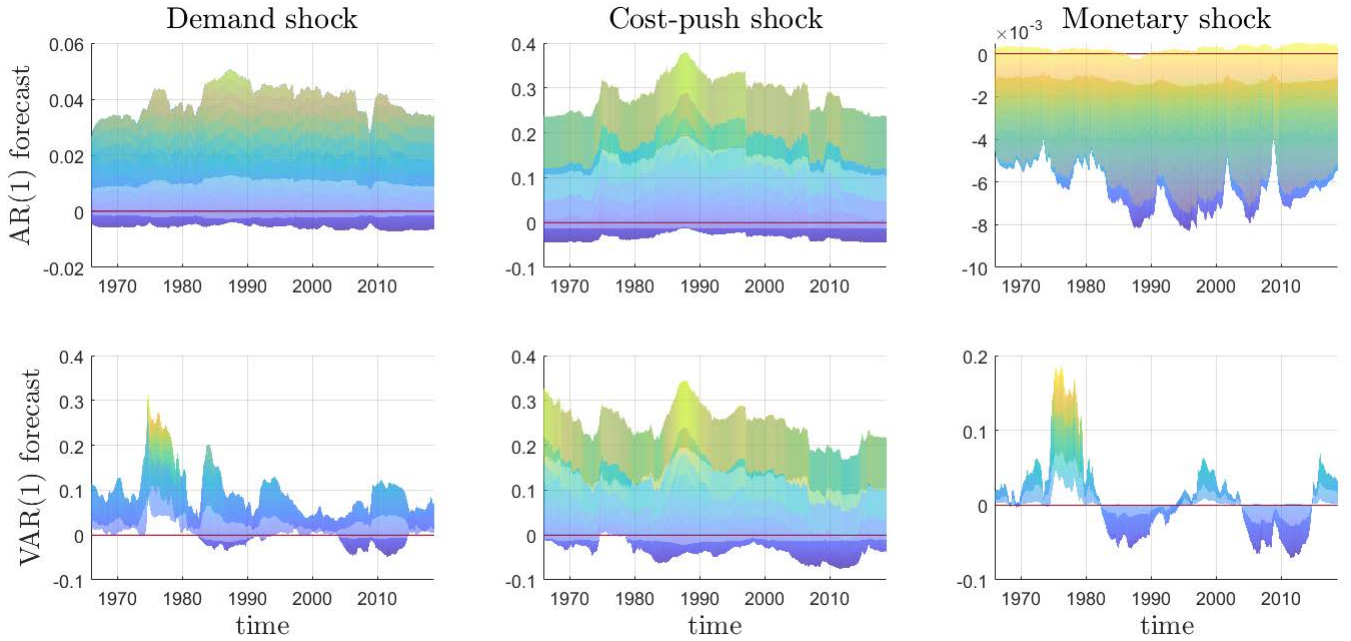 Demand shock
Cost-push shock
Monetary shock
AR(1) forecast
0.06
0.04
0.02
0
-0.02
1970 1980 1990 2000 2010
0.4
0.3
0.2
0.1
0
-0.1
1970 1980 1990 2000 2010
×10⁻³
0
-2
-4
-6
-8
-10
1970 1980 1990 2000 2010
VAR(1) forecast
0.4
0.3
0.2
0.1
0
-0.1
1970 1980 1990 2000 2010
time
0.4
0.3
0.2
0.1
0
-0.1
1970 1980 1990 2000 2010
time
0.2
0.1
0
-0.1
1970 1980 1990 2000 2010
time